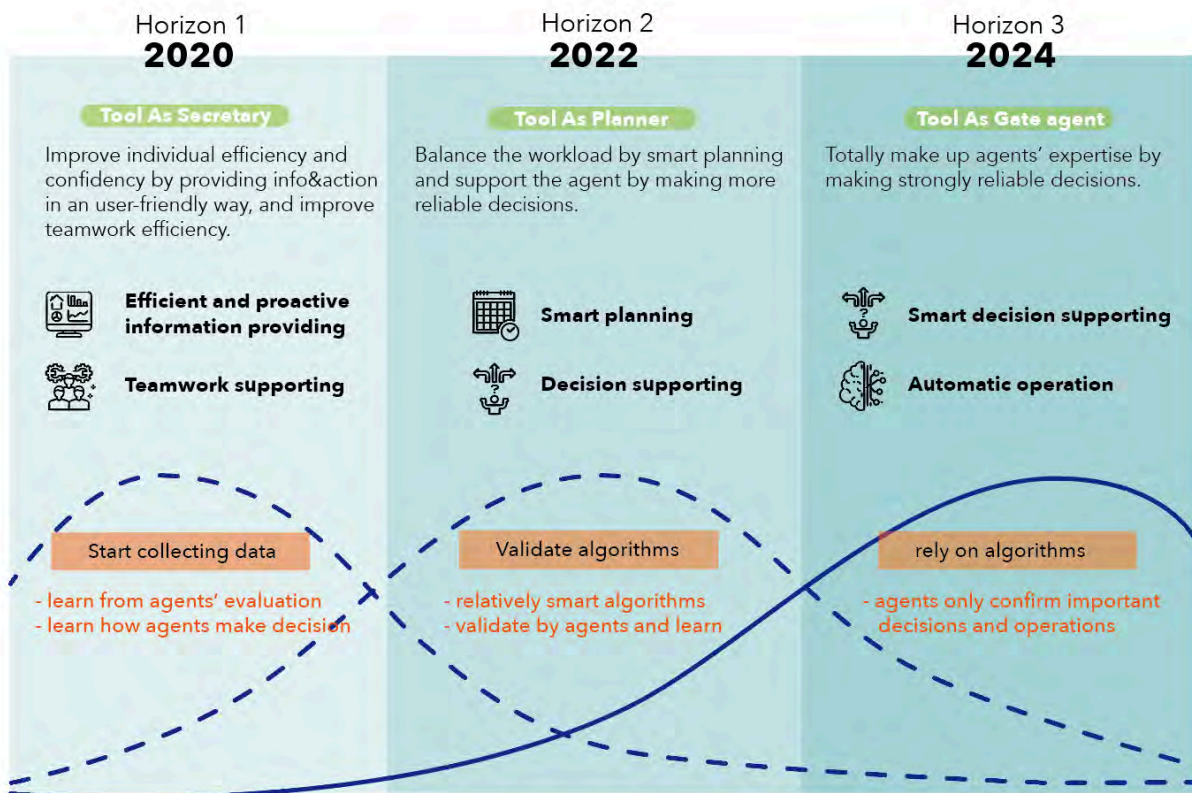 Horizon 1
2020
Tool As Secretary
Improve individual efficiency and
confidency by providing info&action
in an user-friendly way, and improve
teamwork efficiency.
Efficient and proactive
information providing
Teamwork supporting
Start collecting data
- learn from agents' evaluation
- learn how agents make decision
Horizon 2
2022
Tool As Planner
Balance the workload by smart planning
and support the agent by making more
reliable decisions.
Smart planning
?
Decision supporting
Validate algorithms
- relatively smart algorithms
- validate by agents and learn
Horizon 3
2024
Tool As Gate agent
Totally make up agents' expertise by
making strongly reliable decisions.
?
Smart decision supporting
Automatic operation
rely on algorithms
- agents only confirm important
decisions and operations